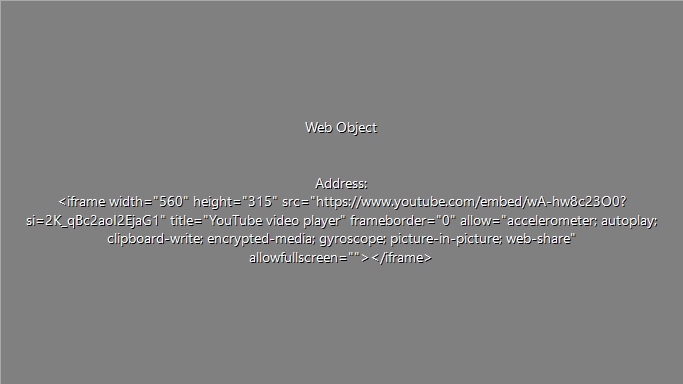 Web Object
Address:
<iframe width="560" height="315" src="https://www.youtube.com/embed/wA-hw8c23O0?
si=2K_qBc2aoI2EjaG1" title="YouTube video player" frameborder="0" allow="accelerometer; autoplay;
clipboard-write; encrypted-media; gyroscope; picture-in-picture; web-share"
allowfullscreen=""></iframe>